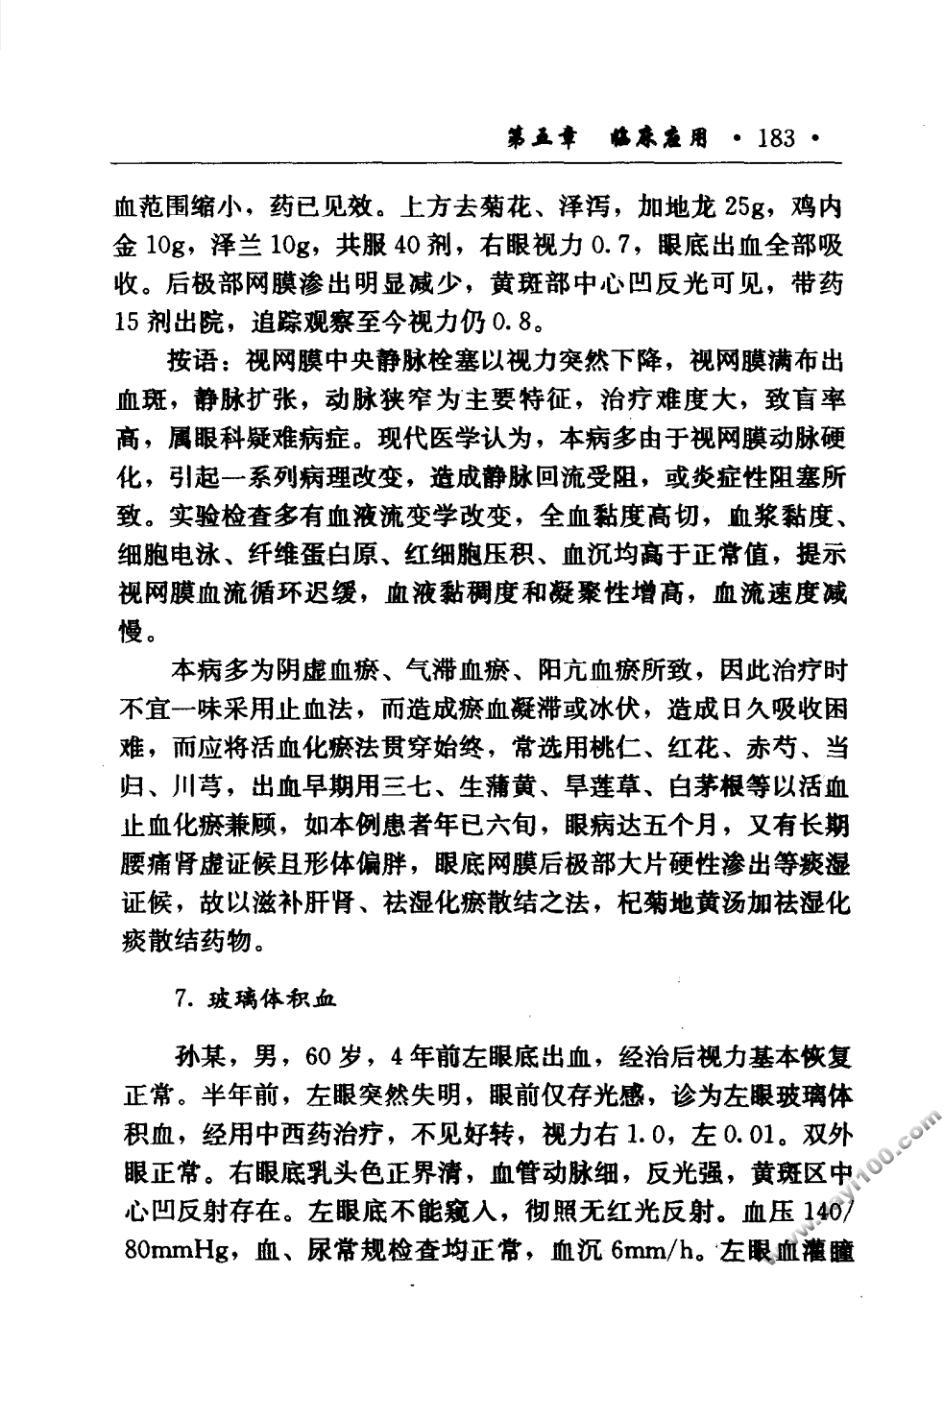 第五章 临床应用 · 183 ·
血范围缩小，药已见效。上方去菊花、泽泻，加地龙 25g，鸡内
金 10g，泽兰 10g，共服 40 剂，右眼视力 0.7，眼底出血全部吸
收。后极部网膜渗出明显减少，黄斑部中心凹反光可见，带药
15 剂出院，追踪观察至今视力仍 0.8。
按语：视网膜中央静脉栓塞以视力突然下降，视网膜满布出
血斑，静脉扩张，动脉狭窄为主要特征，治疗难度大，致盲率
高，属眼科疑难病症。现代医学认为，本病多由于视网膜动脉硬
化，引起一系列病理改变，造成静脉回流受阻，或炎症性阻塞所
致。实验检查多有血液流变学改变，全血黏度高切，血浆黏度、
细胞电泳、纤维蛋白原、红细胞压积、血沉均高于正常值，提示
视网膜血流循环迟缓，血液黏稠度和凝聚性增高，血流速度减
慢。
本病多为阴虚血瘀、气滞血瘀、阳亢血瘀所致，因此治疗时
不宜一味采用止血法，而造成瘀血凝滞或冰伏，造成日久吸收困
难，而应将活血化瘀法贯穿始终，常选用桃仁、红花、赤芍、当
归、川芎，出血早期用三七、生蒲黄、旱莲草、白茅根等以活血
止血化瘀兼顾，如本例患者年已六旬，眼病达五个月，又有长期
腰痛肾虚证候且形体偏胖，眼底网膜后极部大片硬性渗出等痰湿
证候，故以滋补肝肾、祛湿化瘀散结之法，杞菊地黄汤加祛湿化
痰散结药物。
7. 玻璃体积血
孙某，男，60 岁，4 年前左眼底出血，经治后视力基本恢复
正常。半年前，左眼突然失明，眼前仅存光感，诊为左眼玻璃体
积血，经用中西药治疗，不见好转，视力右 1.0，左 0.01。双外
眼正常。右眼底乳头色正界清，血管动脉细，反光强，黄斑区中
心凹反射存在。左眼底不能窥入，彻照无红光反射。血压 140/
80mmHg，血、尿常规检查均正常，血沉 6mm/h。左眼血灌瞳